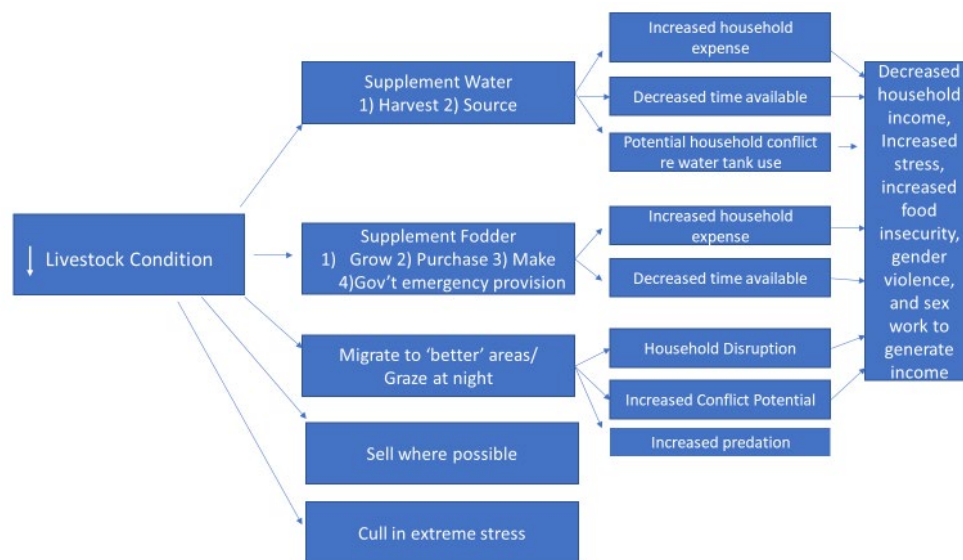 ↓ Livestock Condition
Supplement Water
1) Harvest 2) Source
Supplement Fodder
1) Grow 2) Purchase 3) Make
4)Gov't emergency provision
Migrate to 'better' areas/
Graze at night
Sell where possible
Cull in extreme stress
Increased household
expense
Decreased time available
Potential household conflict
re water tank use
Increased household
expense
Decreased time available
Household Disruption
Increased Conflict Potential
Increased predation
Decreased
household
income,
Increased
stress,
increased
food
insecurity,
gender
violence,
and sex
work to
generate
income